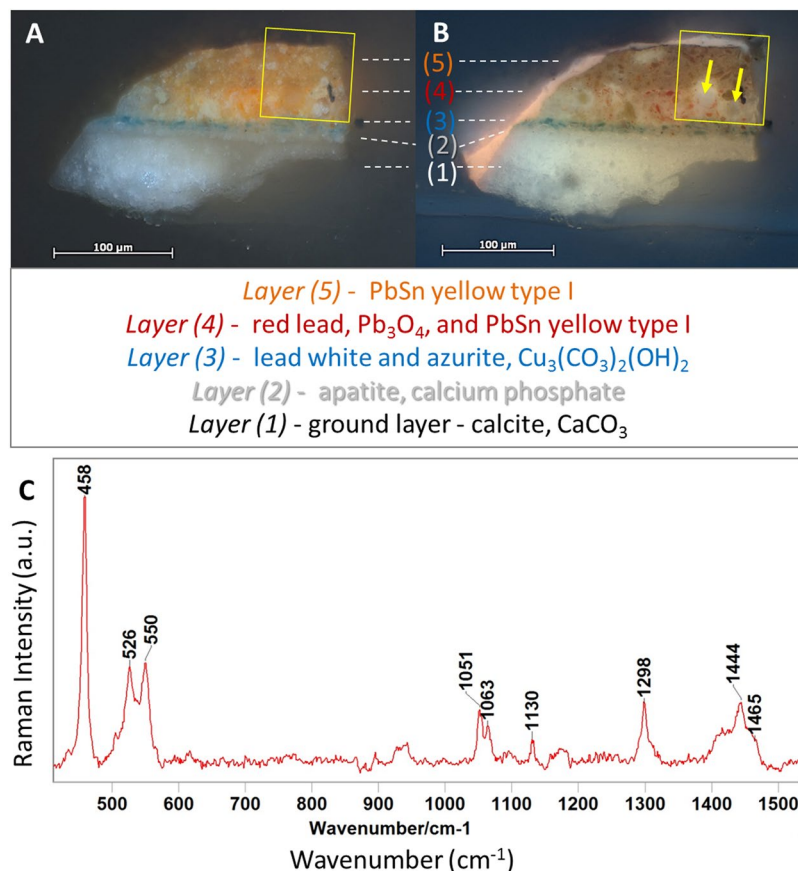 A
B
(5)
(4)
(3)
(2)
(1)
100 µm
100 µm
Layer (5) - PbSn yellow type I
Layer (4) - red lead, Pb₃O₄, and PbSn yellow type I
Layer (3) - lead white and azurite, Cu₃(CO₃)₂(OH)₂
Layer (2) - apatite, calcium phosphate
Layer (1) - ground layer - calcite, CaCO₃
C
Raman Intensity (a.u.)
458
526
550
1051
1063
1130
1298
1444
1465
500 600 700 800 900 1000 1100 1200 1300 1400 1500
Wavenumber/cm-1
Wavenumber (cm⁻¹)